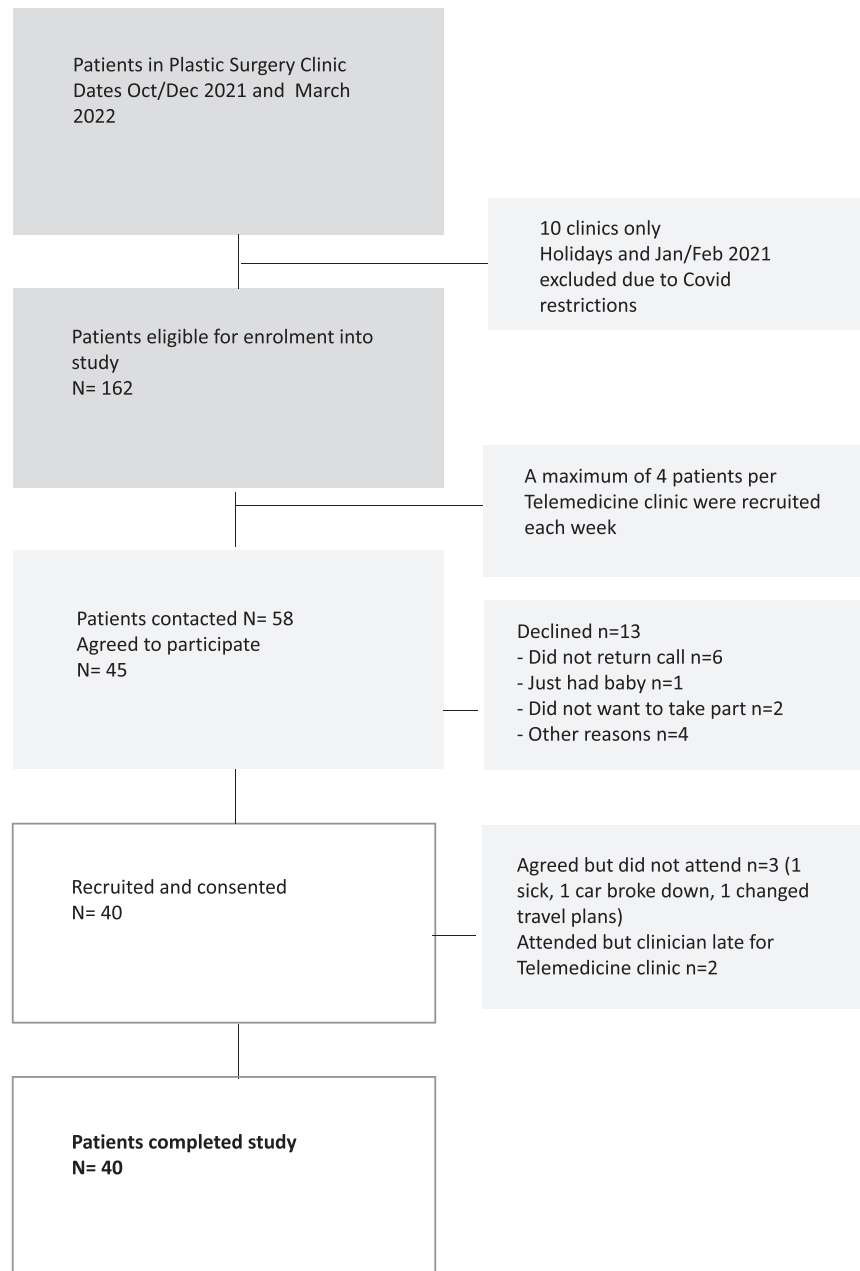 Patients in Plastic Surgery Clinic
Dates Oct/Dec 2021 and  March
2022
10 clinics only
Holidays and Jan/Feb 2021
excluded due to Covid
restrictions
Patients eligible for enrolment into
study
N= 162
A maximum of 4 patients per
Telemedicine clinic were recruited
each week
Patients contacted N= 58
Agreed to participate
N= 45
Declined n=13
- Did not return call n=6
- Just had baby n=1
- Did not want to take part n=2
- Other reasons n=4
Recruited and consented
N= 40
Agreed but did not attend n=3 (1
sick, 1 car broke down, 1 changed
travel plans)
Attended but clinician late for
Telemedicine clinic n=2
Patients completed study
N= 40